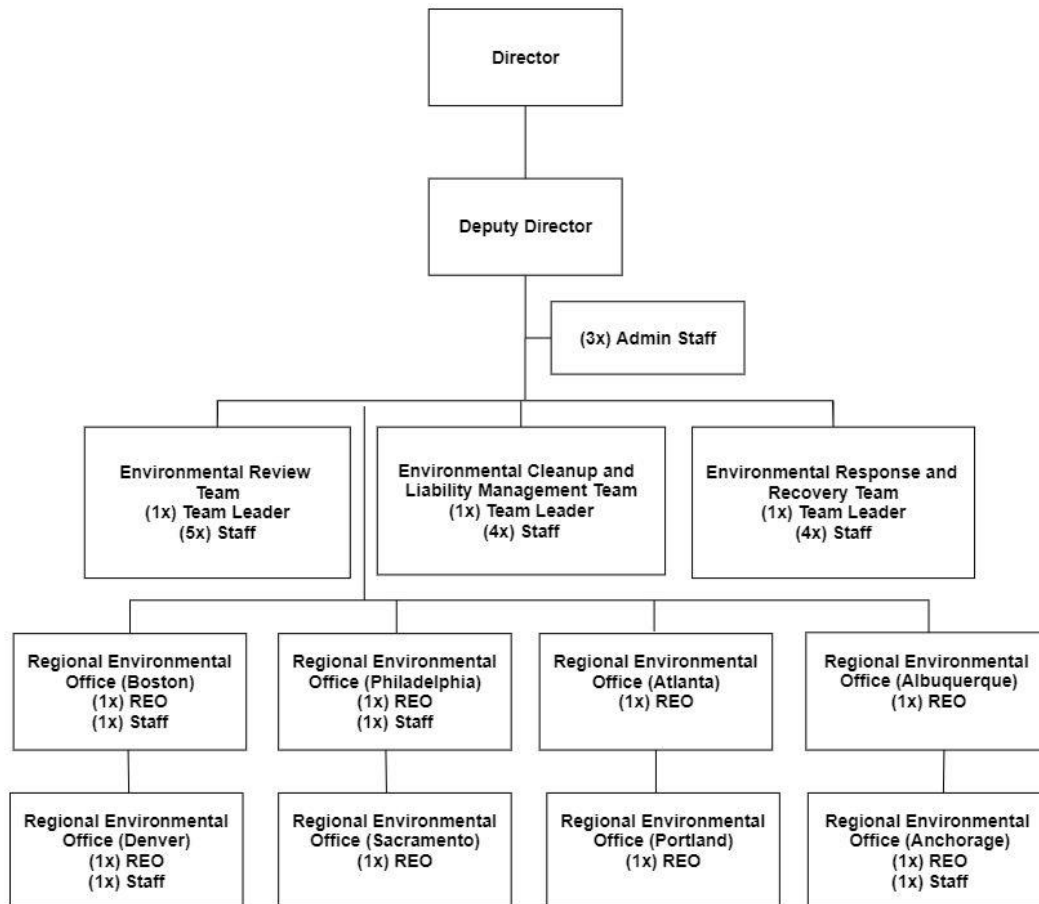 Director
Deputy Director
(3x) Admin Staff
Environmental Review
Team
(1x) Team Leader
(5x) Staff
Environmental Cleanup and
Liability Management Team
(1x) Team Leader
(4x) Staff
Environmental Response and
Recovery Team
(1x) Team Leader
(4x) Staff
Regional Environmental
Office (Boston)
(1x) REO
(1x) Staff
Regional Environmental
Office (Philadelphia)
(1x) REO
(1x) Staff
Regional Environmental
Office (Atlanta)
(1x) REO
Regional Environmental
Office (Albuquerque)
(1x) REO
Regional Environmental
Office (Denver)
(1x) REO
(1x) Staff
Regional Environmental
Office (Sacramento)
(1x) REO
Regional Environmental
Office (Portland)
(1x) REO
Regional Environmental
Office (Anchorage)
(1x) REO
(1x) Staff